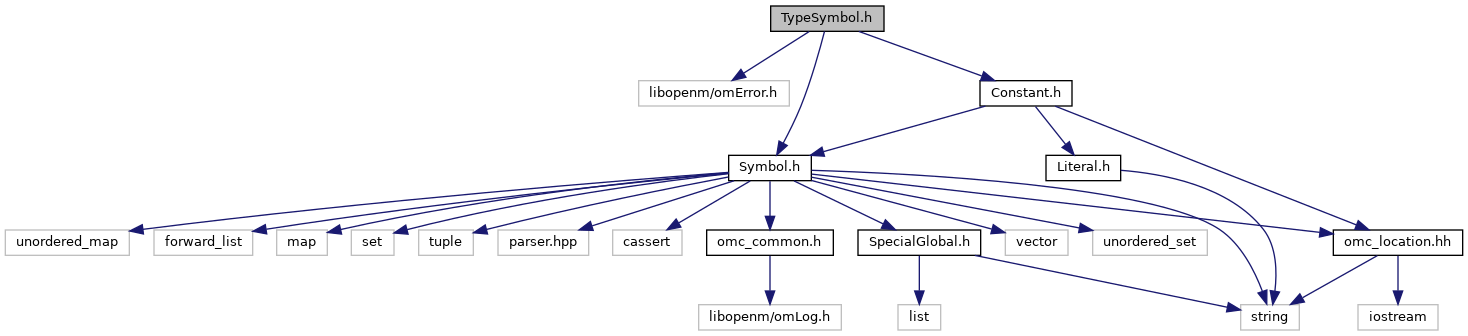 TypeSymbol.h
libopenm/omError.h
Constant.h
Symbol.h
Literal.h
unordered_map
forward_list
map
set
tuple
parser.hpp
cassert
omc_common.h
SpecialGlobal.h
vector
unordered_set
omc_location.hh
libopenm/omLog.h
list
string
iostream